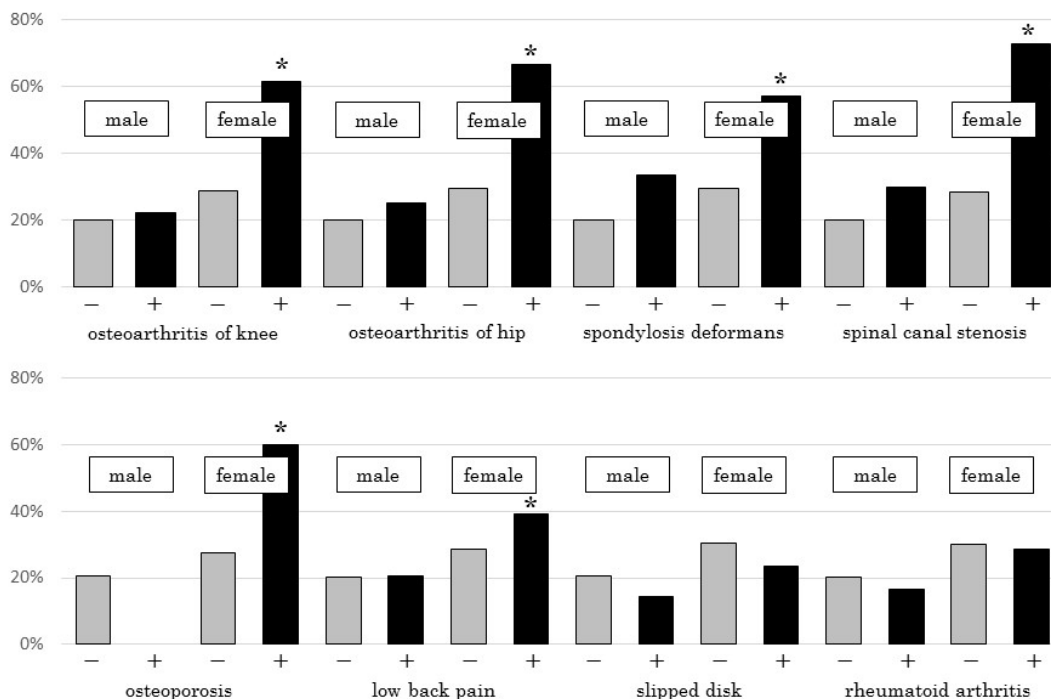 80%
* * * *
60%
male female male female male female male female
40%
20%
0%
− + − + − + − + − + − + − + − +
osteoarthritis of knee osteoarthritis of hip spondylosis deformans spinal canal stenosis
80%
60%
* *
male female male female male female male female
40%
20%
0%
− + − + − + − + − + − + − + − +
osteoporosis low back pain slipped disk rheumatoid arthritis